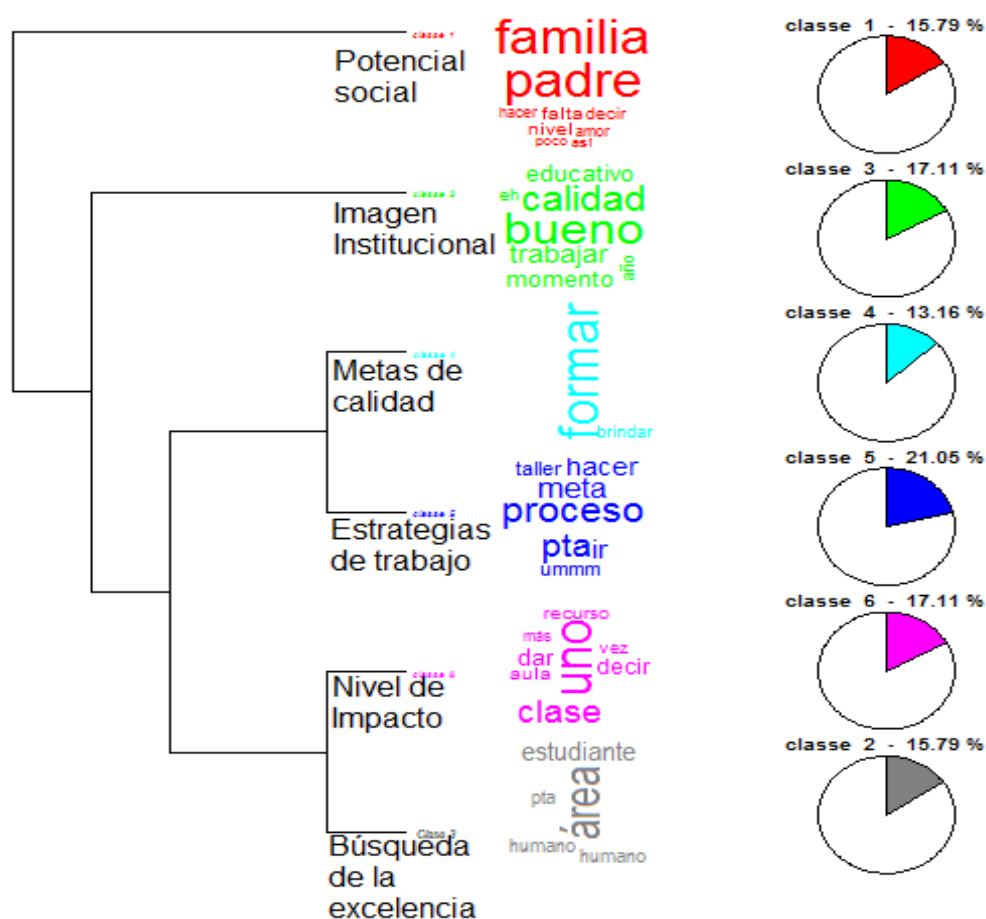 classe 1
Potencial
social
familia
padre
hacer falta decir
nivel amor
poco así
classe 1 - 15.79 %
Imagen
Institucional
educativo
eh calidad
bueno
trabajar
momento año
classe 3 - 17.11 %
Metas de
calidad
formar
brindar
classe 4 - 13.16 %
Estrategias
de trabajo
taller hacer
meta
proceso
pta ir
ummm
classe 5 - 21.05 %
Nivel de
Impacto
recurso
más uno vez
dar decir
aula
clase
classe 6 - 17.11 %
Búsqueda
de la
excelencia
estudiante
pta área
humano
humano
classe 2 - 15.79 %